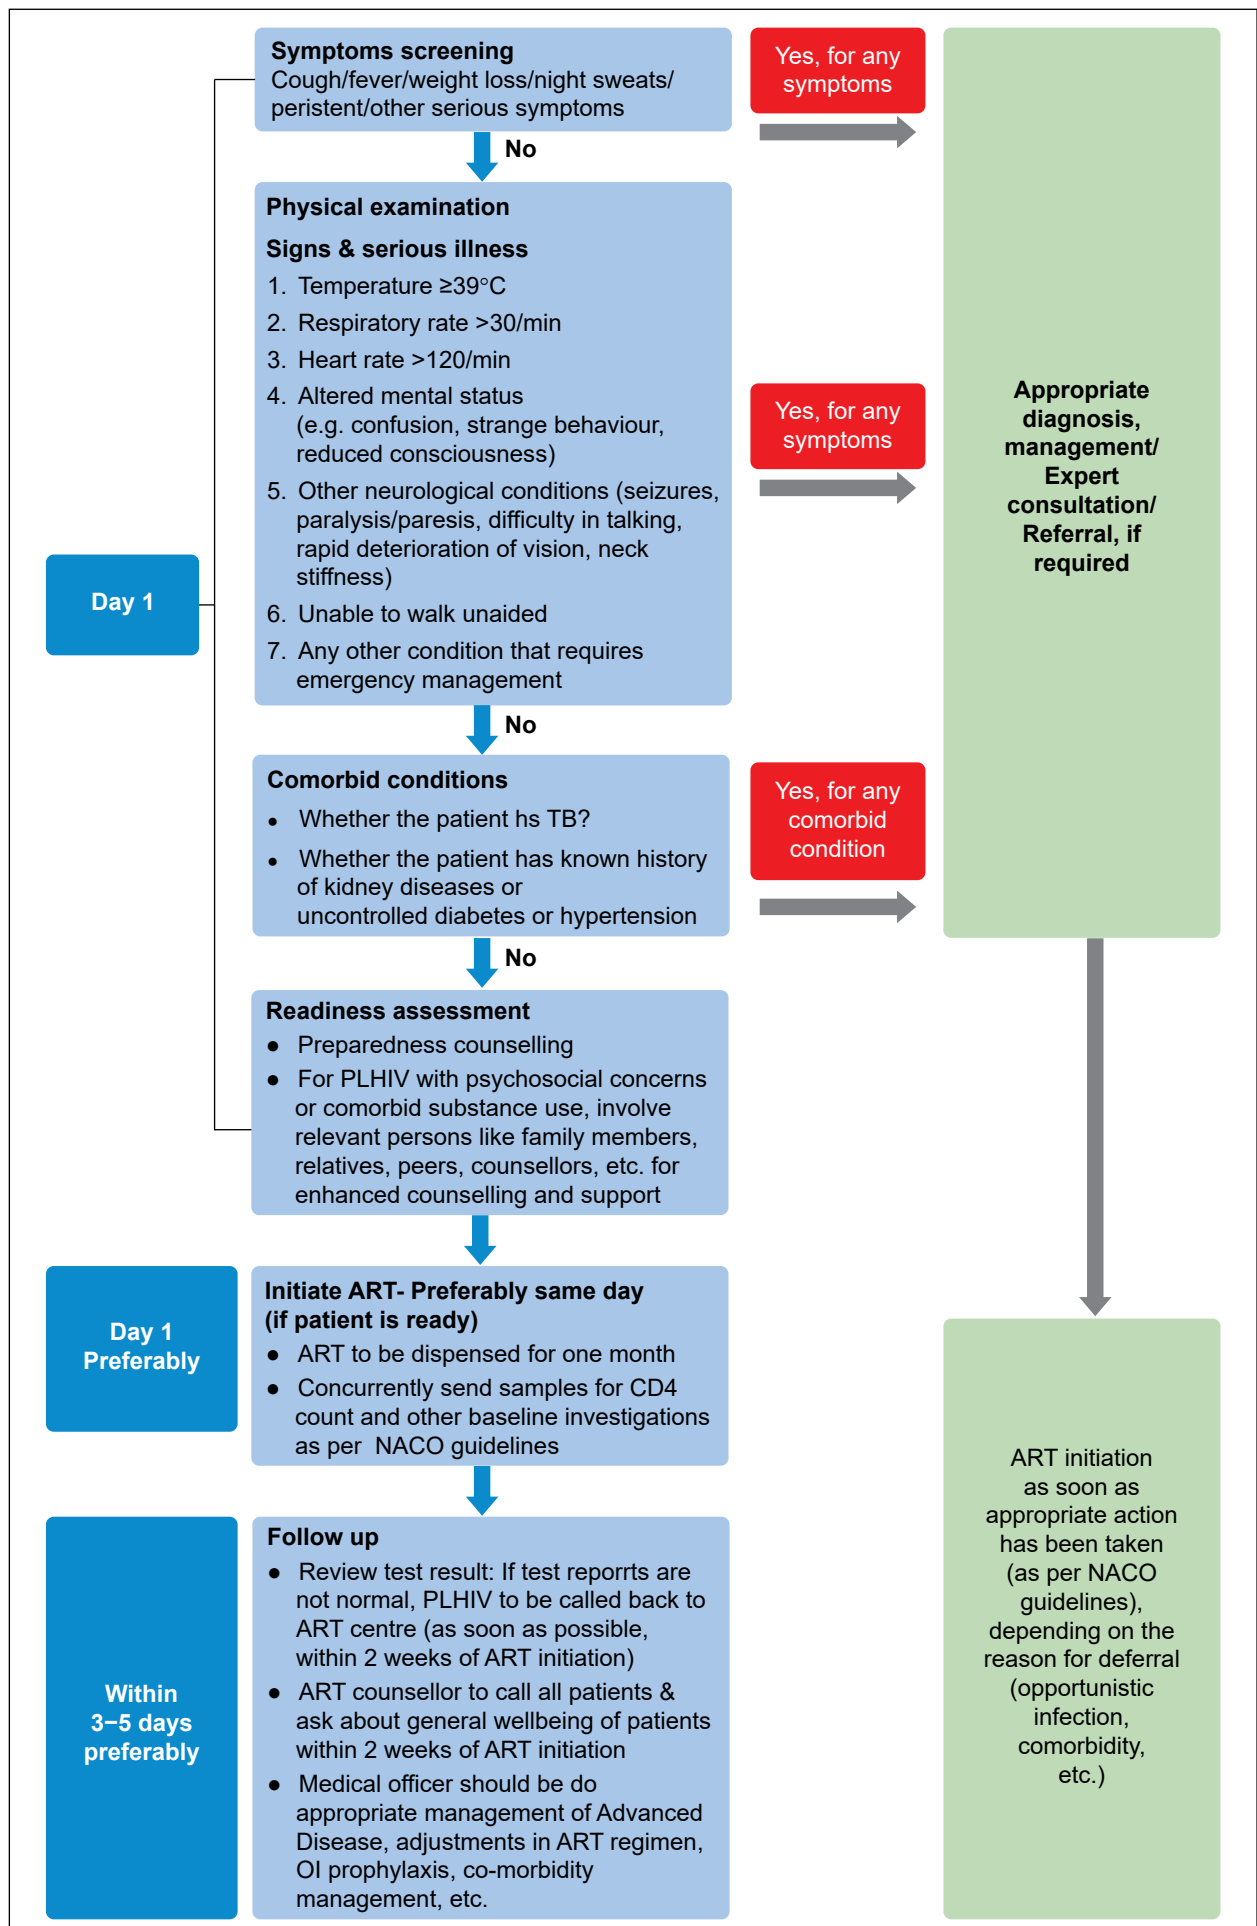 Symptoms screening
Cough/fever/weight loss/night sweats/
peristent/other serious symptoms
Yes, for any
symptoms
No
Physical examination
Signs & serious illness
1. Temperature ≥39°C
2. Respiratory rate >30/min
3. Heart rate >120/min
4. Altered mental status
(e.g. confusion, strange behaviour,
reduced consciousness)
5. Other neurological conditions (seizures,
paralysis/paresis, difficulty in talking,
rapid deterioration of vision, neck
stiffness)
6. Unable to walk unaided
7. Any other condition that requires
emergency management
Yes, for any
symptoms
Appropriate
diagnosis,
management/
Expert
consultation/
Referral, if
required
Day 1
No
Comorbid conditions
• Whether the patient hs TB?
• Whether the patient has known history
of kidney diseases or
uncontrolled diabetes or hypertension
Yes, for any
comorbid
condition
No
Readiness assessment
● Preparedness counselling
● For PLHIV with psychosocial concerns
or comorbid substance use, involve
relevant persons like family members,
relatives, peers, counsellors, etc. for
enhanced counselling and support
Day 1
Preferably
Initiate ART- Preferably same day
(if patient is ready)
● ART to be dispensed for one month
● Concurrently send samples for CD4
count and other baseline investigations
as per NACO guidelines
Within
3–5 days
preferably
Follow up
● Review test result: If test reporrts are
not normal, PLHIV to be called back to
ART centre (as soon as possible,
within 2 weeks of ART initiation)
● ART counsellor to call all patients &
ask about general wellbeing of patients
within 2 weeks of ART initiation
● Medical officer should be do
appropriate management of Advanced
Disease, adjustments in ART regimen,
OI prophylaxis, co-morbidity
management, etc.
ART initiation
as soon as
appropriate action
has been taken
(as per NACO
guidelines),
depending on the
reason for deferral
(opportunistic
infection,
comorbidity,
etc.)